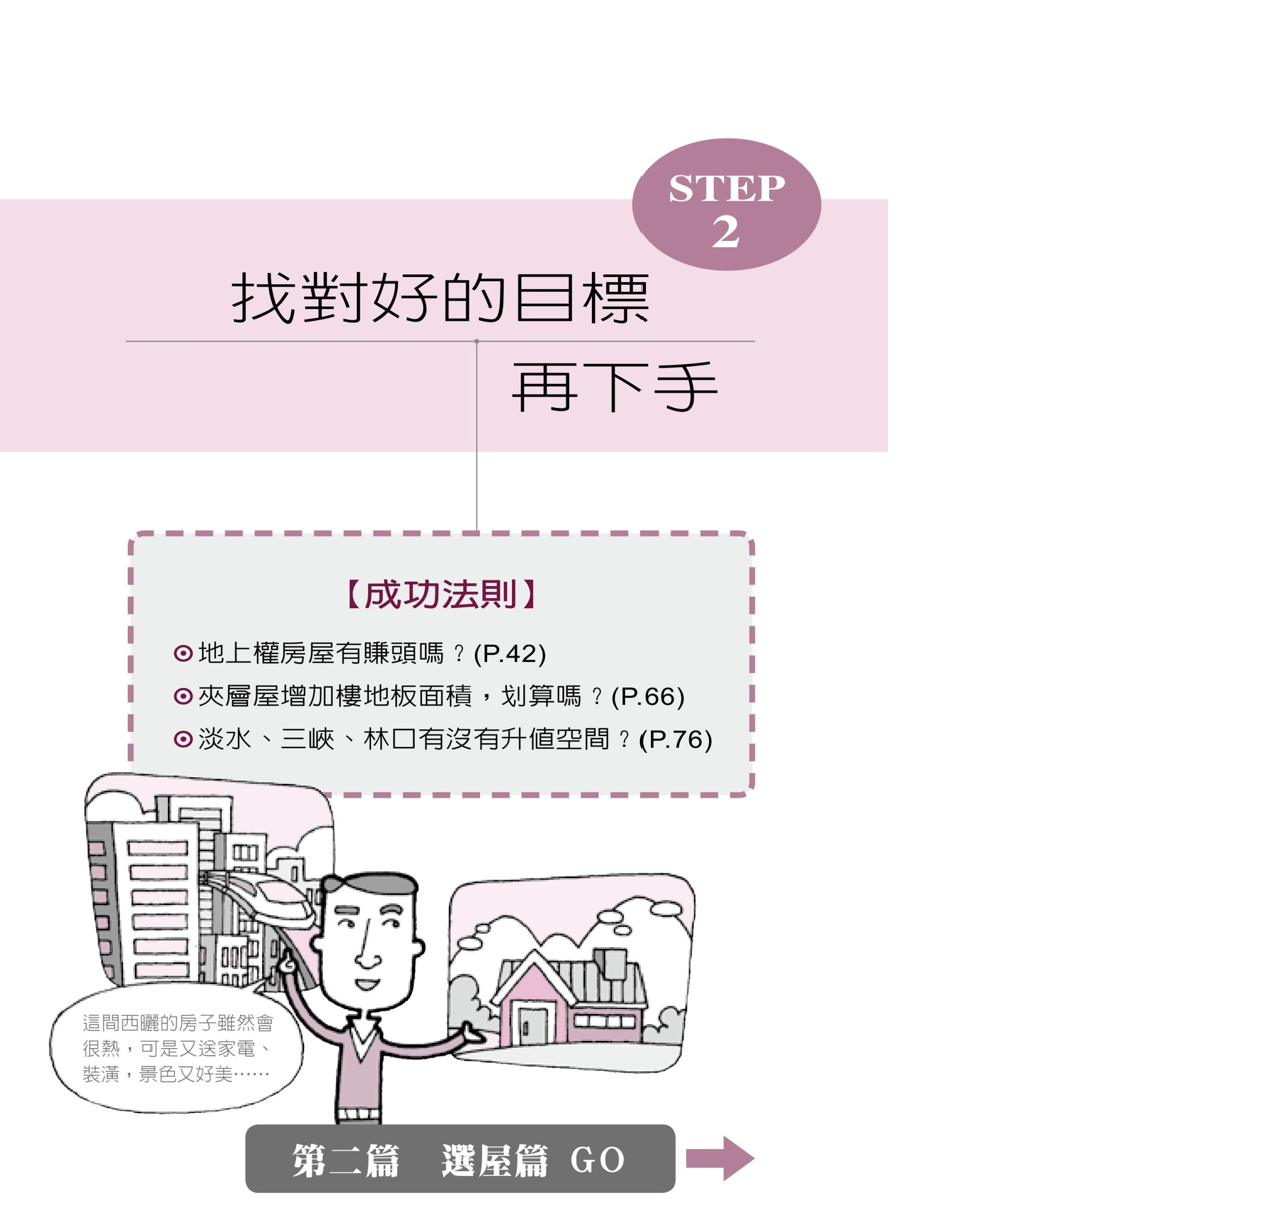 STEP
2
找對好的目標
再下手
【成功法則】
⊙地上權房屋有賺頭嗎？(P.42)
⊙夾層屋增加樓地板面積，划算嗎？(P.66)
⊙淡水、三峽、林口有沒有升值空間？(P.76)
這間西曬的房子雖然會
很熱，可是又送家電、
裝潢，景色又好美……
第二篇　選屋篇 GO